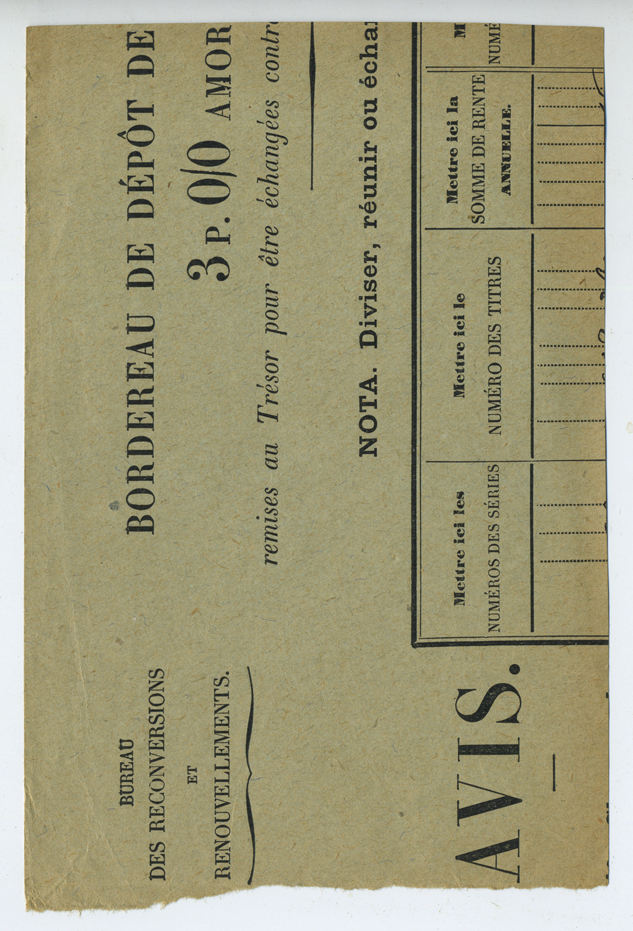 BUREAU
DES RECONVERSIONS
ET
RENOUVELLEMENTS.
BORDEREAU DE DÉPÔT DE
3 P. 0/0 AMOR
remises au Trésor pour être échangées contr
NOTA. Diviser, réunir ou échan
AVIS.
Mettre ici les
NUMÉROS DES SÉRIES
Mettre ici le
NUMÉRO DES TITRES
Mettre ici la
SOMME DE RENTE
ANNUELLE.
M
NUMÉ